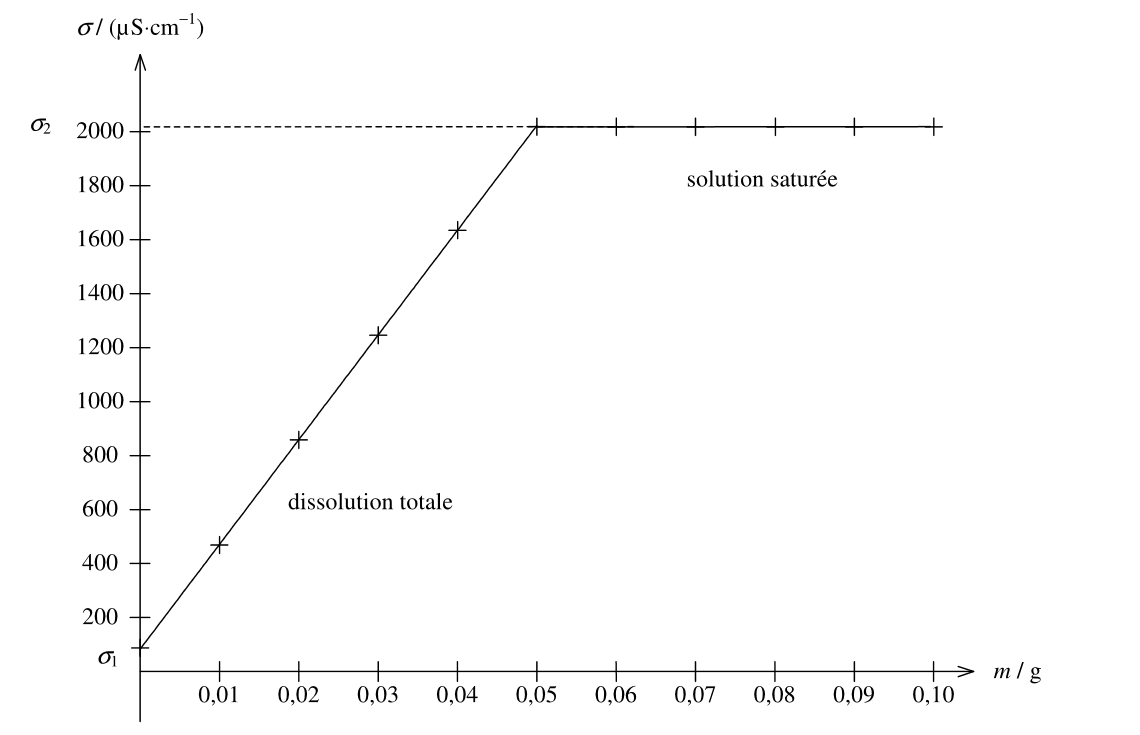 σ / (µS·cm⁻¹)
σ₂
2000
1800
solution saturée
1600
1400
1200
1000
800
600
dissolution totale
400
200
σ₁
m / g
0,01 0,02 0,03 0,04 0,05 0,06 0,07 0,08 0,09 0,10